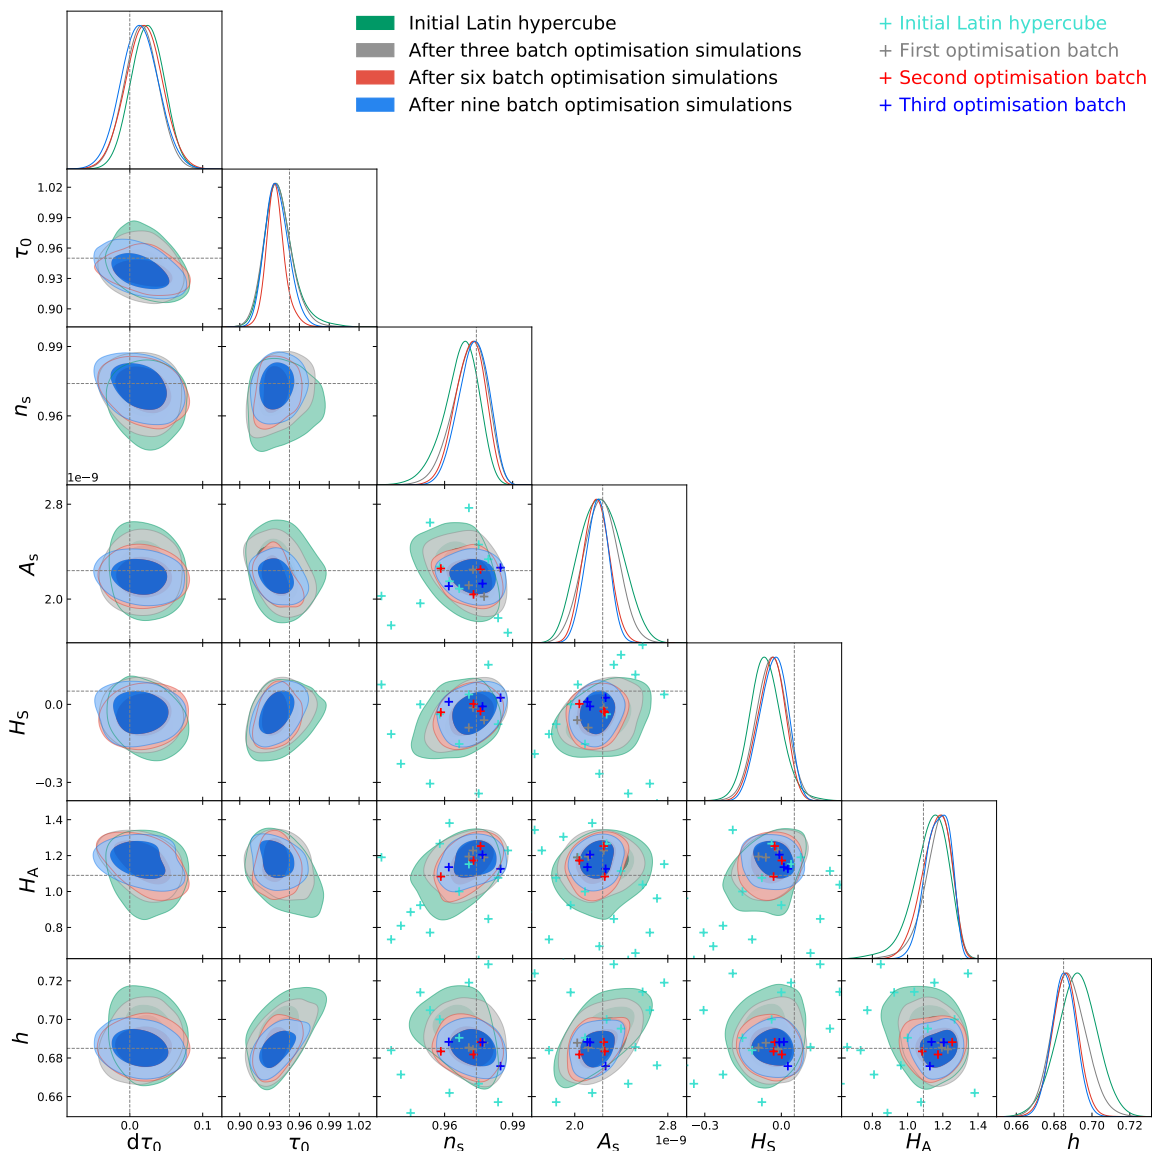 Initial Latin hypercube
After three batch optimisation simulations
After six batch optimisation simulations
After nine batch optimisation simulations
+ Initial Latin hypercube
+ First optimisation batch
+ Second optimisation batch
+ Third optimisation batch
1.02
0.99
0.96
0.93
0.90
τ₀
0.99
0.96
nₛ
1e−9
2.8
2.0
Aₛ
0.0
−0.3
H_S
1.4
1.2
1.0
0.8
H_A
0.72
0.70
0.68
0.66
h
0.0 0.1 0.90 0.93 0.96 0.99 1.02 0.96 0.99 2.0 2.8 −0.3 0.0 0.8 1.0 1.2 1.4 0.66 0.68 0.70 0.72
1e−9
dτ₀ τ₀ nₛ Aₛ H_S H_A h